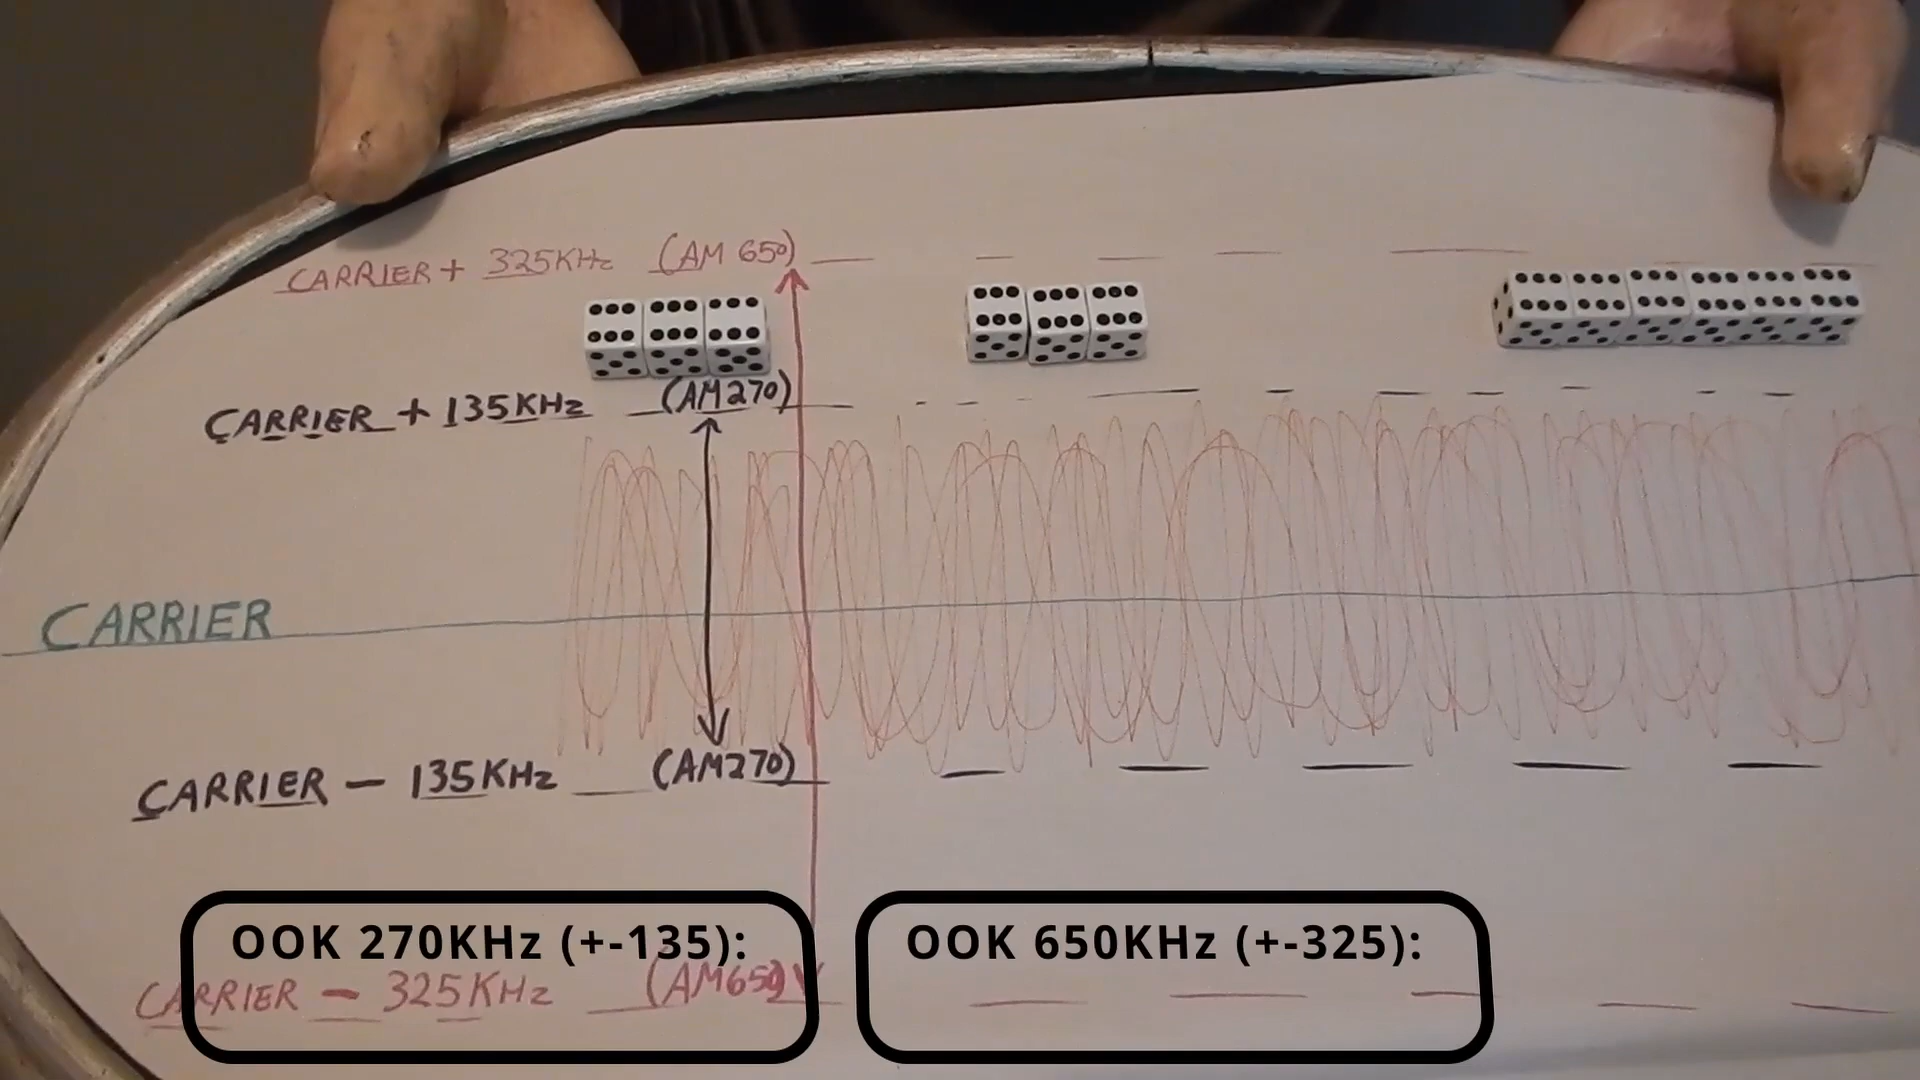 CARRIER + 325KHz (AM 650)
CARRIER + 135KHz (AM270)
CARRIER
CARRIER - 135KHz (AM270)
OOK 270KHz (+-135):
OOK 650KHz (+-325):
CARRIER - 325KHz (AM650)